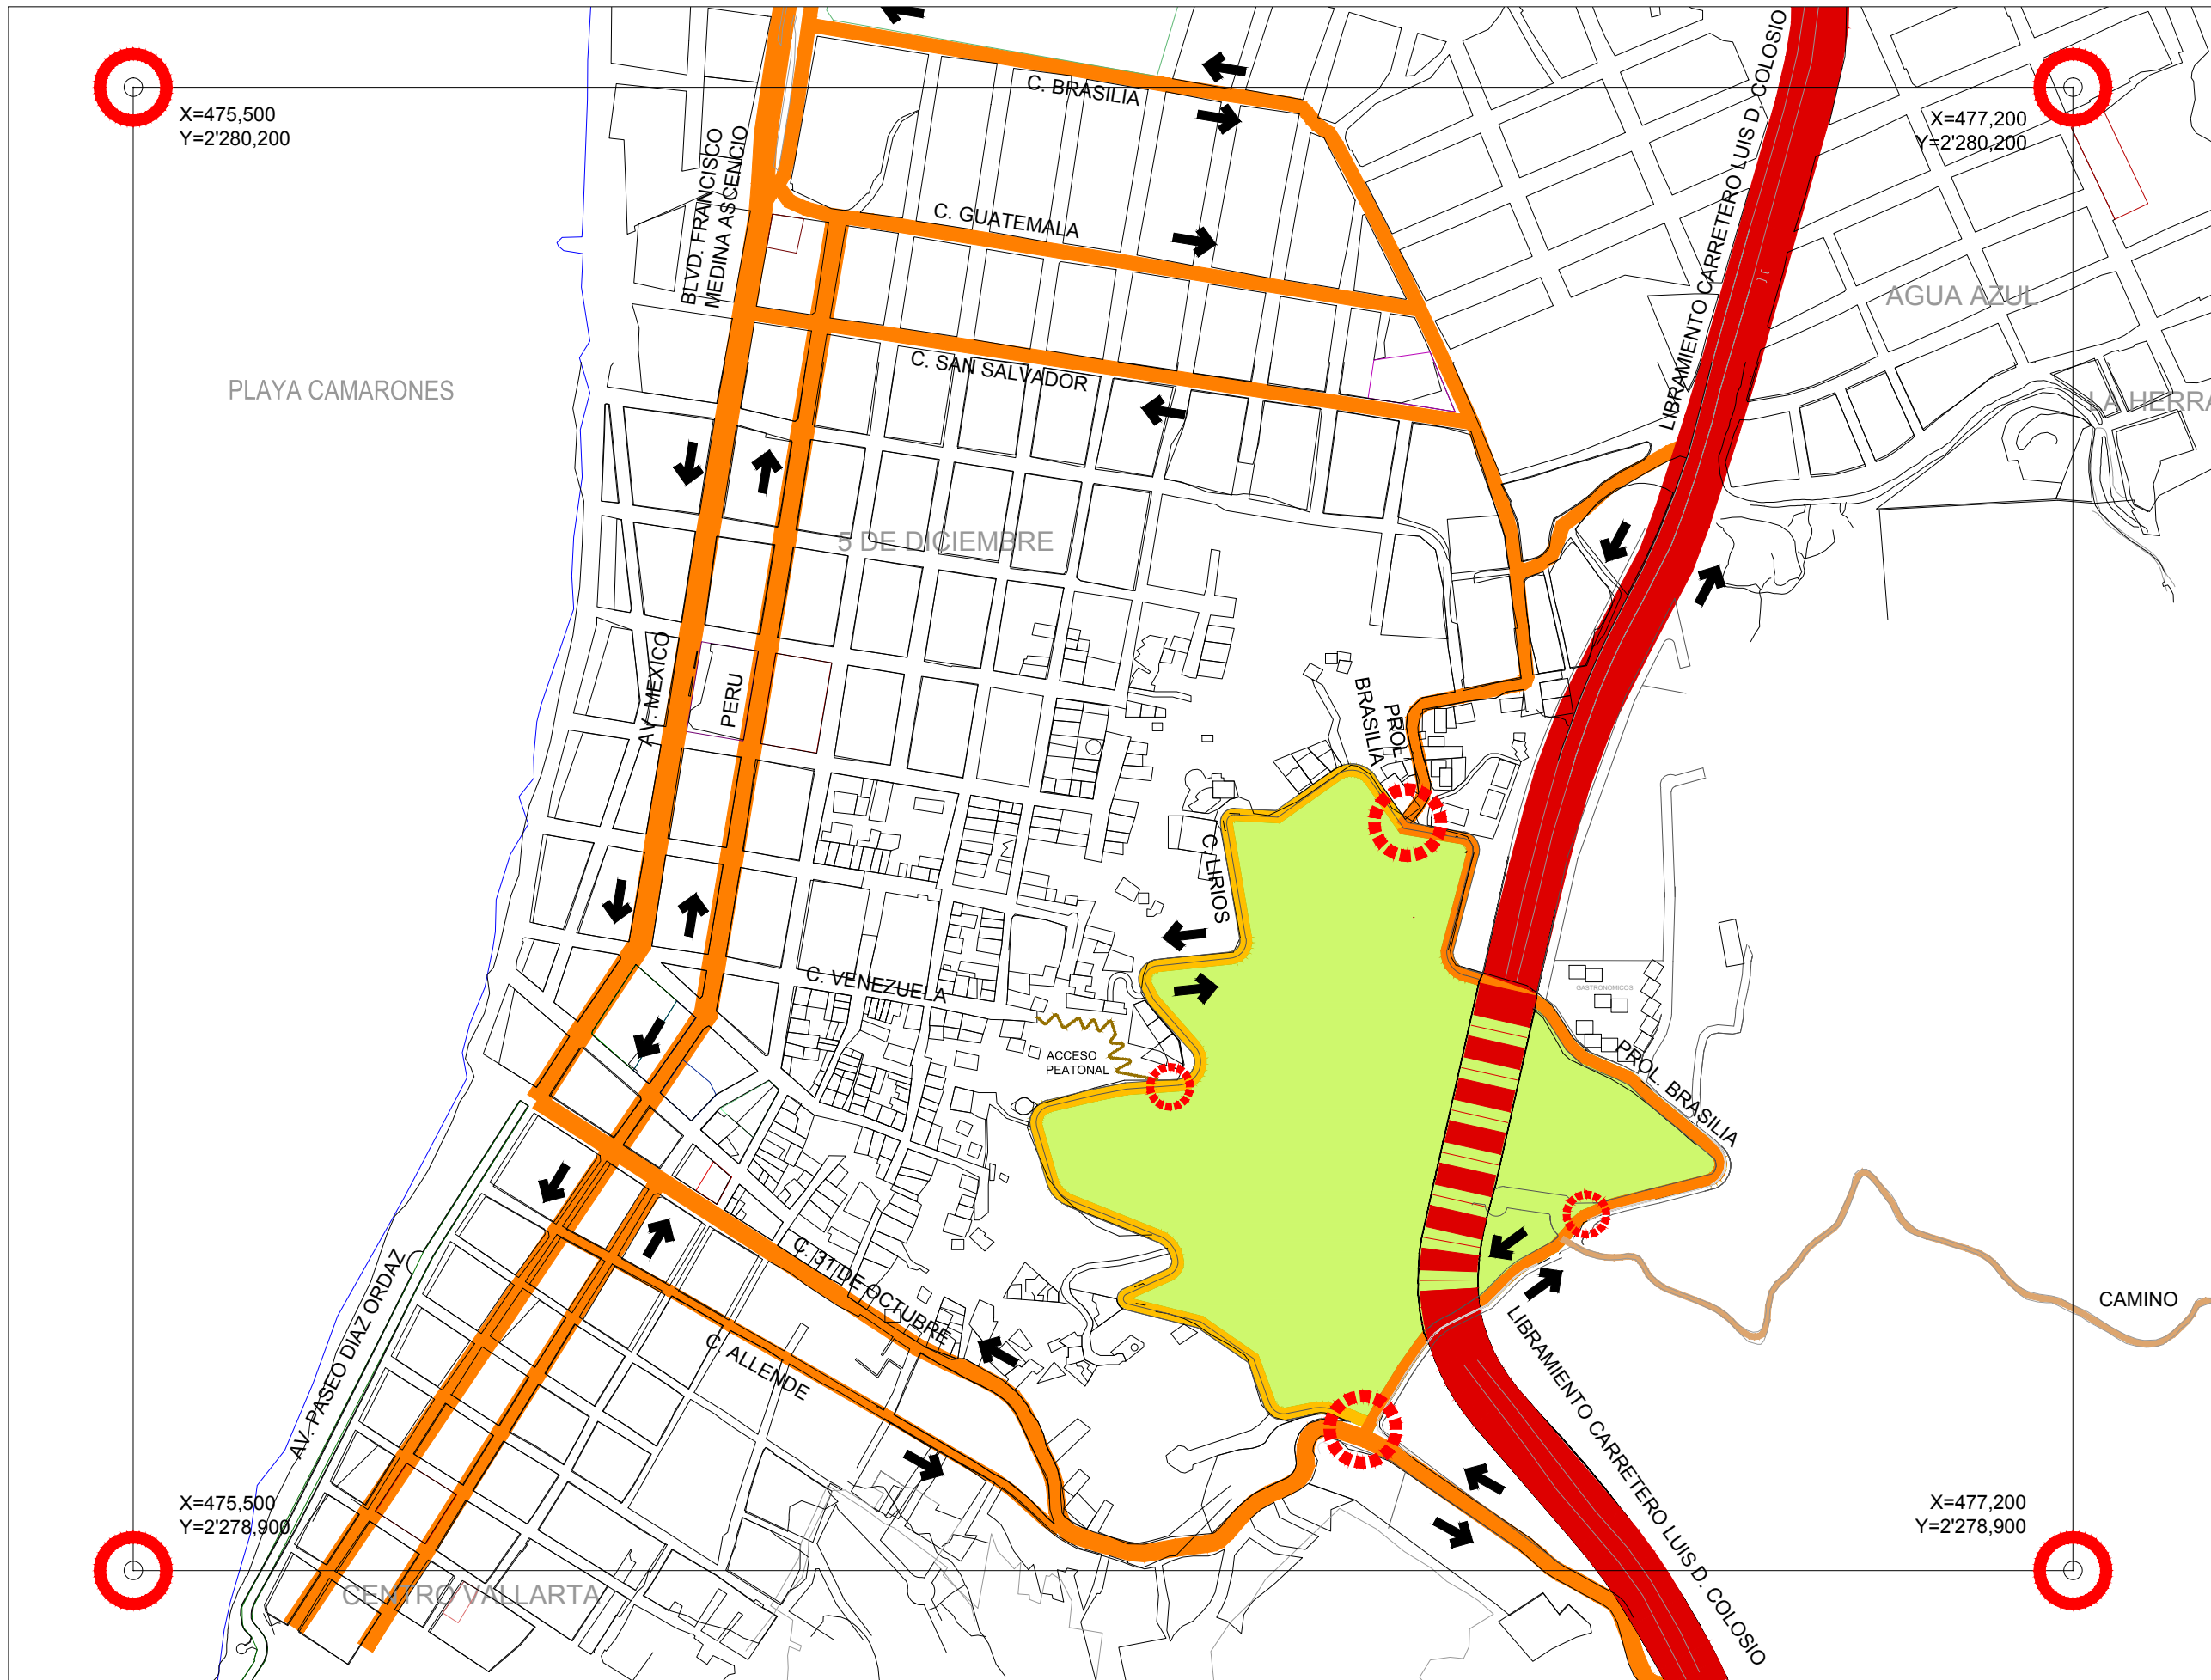 C. BRASILIA
X=475,500
Y=2'280,200
X=477,200
Y=2'280,200
BLVD. FRANCISCO
MEDINA ASCENCIO
LIBRAMIENTO CARRETERO LUIS D. COLOSIO
C. GUATEMALA
AGUA AZUL
PLAYA CAMARONES
C. SAN SALVADOR
LA HERRA
5 DE DICIEMBRE
AV. MEXICO
PERU
PROL.
BRASILIA
C. LIRIOS
C. VENEZUELA
GASTRONOMICOS
ACCESO
PEATONAL
PROL. BRASILIA
AV. PASEO DIAZ ORDAZ
C. 31 DE OCTUBRE
C. ALLENDE
CAMINO
LIBRAMIENTO CARRETERO LUIS D. COLOSIO
X=475,500
Y=2'278,900
X=477,200
Y=2'278,900
CENTRO VALLARTA